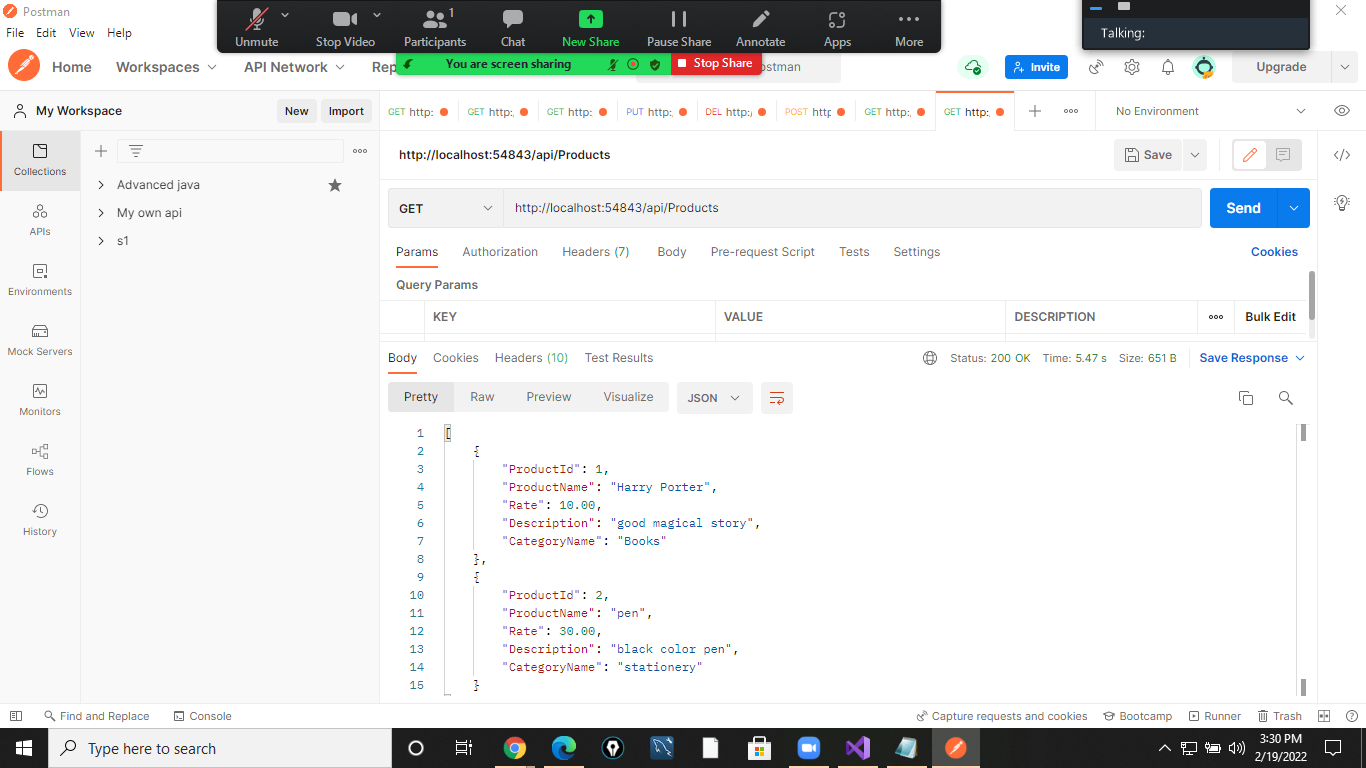 Postman
File Edit View Help
Unmute Stop Video Participants 1 Chat New Share Pause Share Annotate Apps More
Talking:
You are screen sharing Stop Share
Home Workspaces API Network Rep ostman Invite Upgrade
My Workspace New Import
GET http: GET http: GET http: PUT http: DEL http:/ POST http GET http: GET http: No Environment
Collections
APIs
Environments
Mock Servers
Monitors
Flows
History
Advanced java
My own api
s1
http://localhost:54843/api/Products Save
GET http://localhost:54843/api/Products Send
Params Authorization Headers (7) Body Pre-request Script Tests Settings Cookies
Query Params
KEY VALUE DESCRIPTION Bulk Edit
Body Cookies Headers (10) Test Results Status: 200 OK Time: 5.47 s Size: 651 B Save Response
Pretty Raw Preview Visualize JSON
1 [
2 {
3 "ProductId": 1,
4 "ProductName": "Harry Porter",
5 "Rate": 10.00,
6 "Description": "good magical story",
7 "CategoryName": "Books"
8 },
9 {
10 "ProductId": 2,
11 "ProductName": "pen",
12 "Rate": 30.00,
13 "Description": "black color pen",
14 "CategoryName": "stationery"
15 }
Find and Replace Console Capture requests and cookies Bootcamp Runner Trash
Type here to search
3:30 PM
2/19/2022